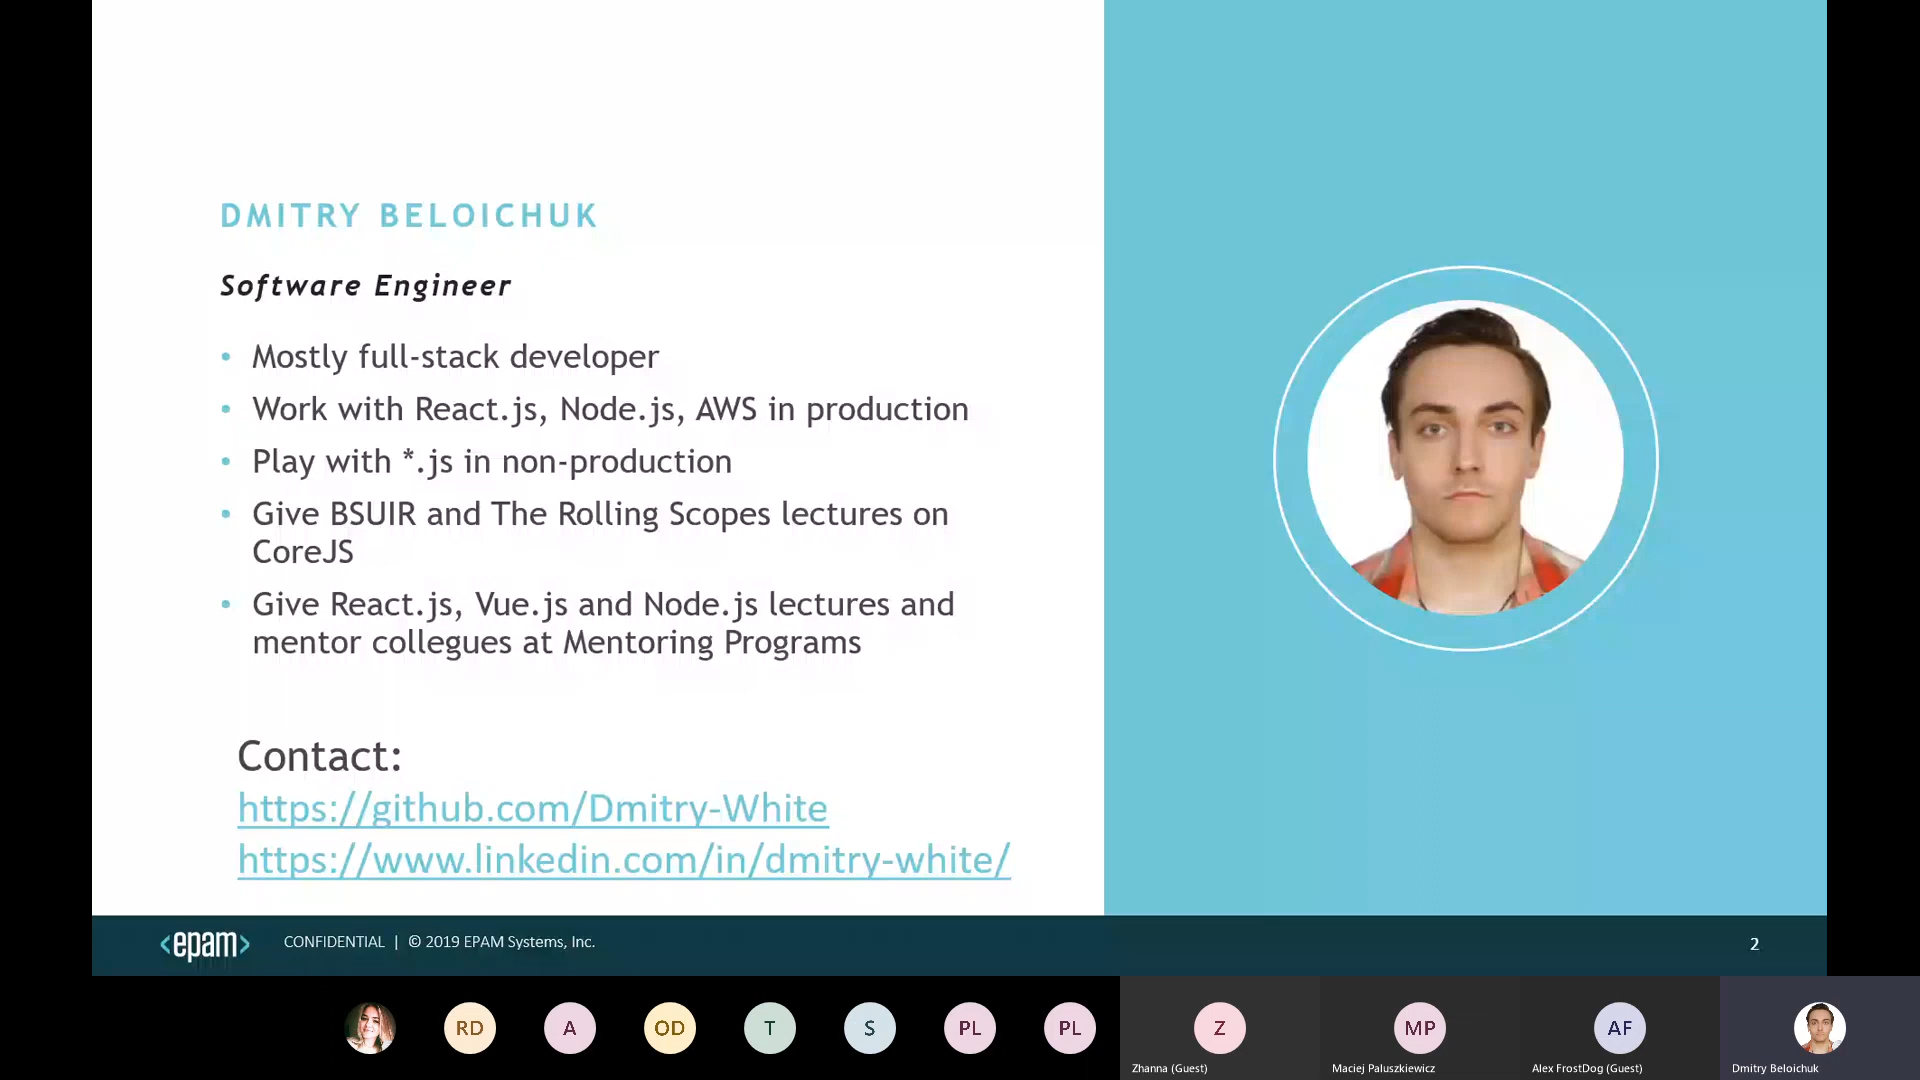 DMITRY BELOICHUK
Software Engineer
• Mostly full-stack developer
• Work with React.js, Node.js, AWS in production
• Play with *.js in non-production
• Give BSUIR and The Rolling Scopes lectures on
CoreJS
• Give React.js, Vue.js and Node.js lectures and
mentor collegues at Mentoring Programs
Contact:
https://github.com/Dmitry-White
https://www.linkedin.com/in/dmitry-white/
<epam> CONFIDENTIAL | © 2019 EPAM Systems, Inc. 2
RD A OD T S PL PL Z MP AF
Zhanna (Guest) Maciej Paluszkiewicz Alex FrostDog (Guest) Dmitry Beloichuk